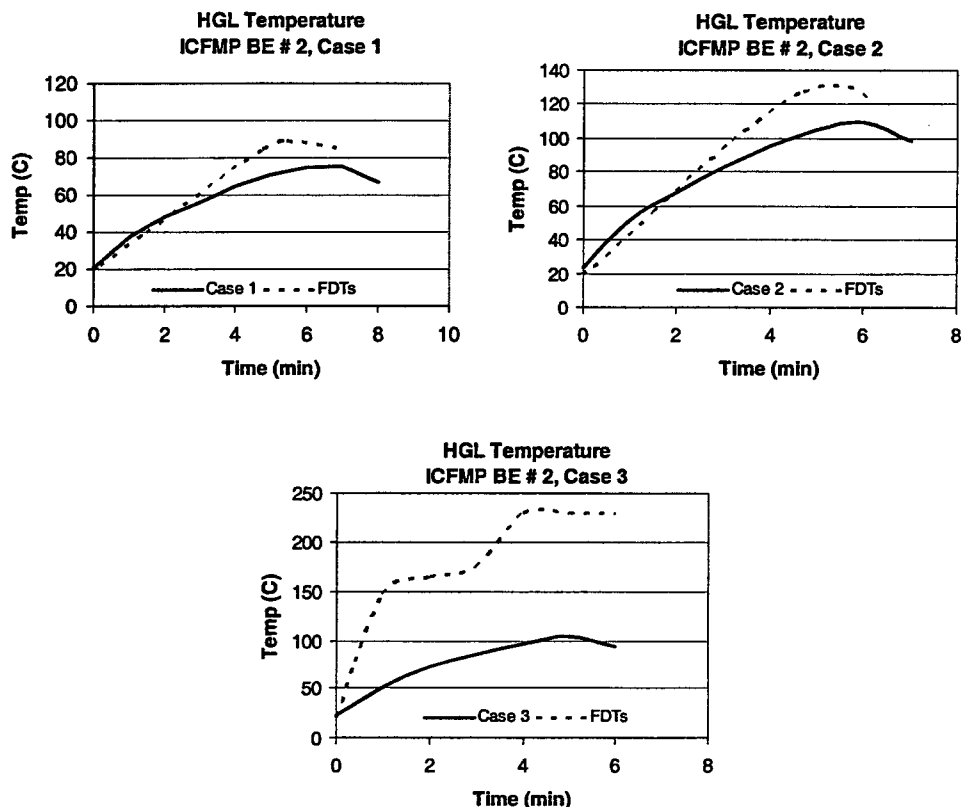 HGL Temperature
ICFMP BE # 2, Case 1
120
100
80
60
40
20
0
Temp (C)
Case 1 FDTs
0 2 4 6 8 10
Time (min)
HGL Temperature
ICFMP BE # 2, Case 2
140
120
100
80
60
40
20
0
Temp (C)
Case 2 FDTs
0 2 4 6 8
Time (min)
HGL Temperature
ICFMP BE # 2, Case 3
250
200
150
100
50
0
Temp (C)
Case 3 FDTs
0 2 4 6 8
Time (min)